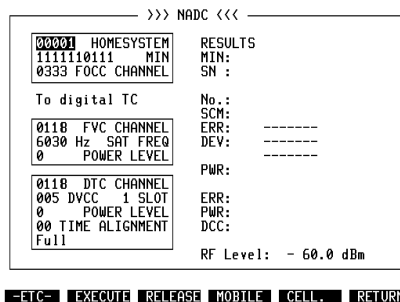 >>> NADC <<<
00001 HOMESYSTEM
1111110111 MIN
0333 FOCC CHANNEL
To digital TC
0118 FVC CHANNEL
6030 Hz SAT FREQ
0 POWER LEVEL
0118 DTC CHANNEL
005 DVCC 1 SLOT
0 POWER LEVEL
00 TIME ALIGNMENT
Full
RESULTS
MIN:
SN :
No.:
SCM:
ERR: -------
DEV: -------
-------
PWR:
ERR:
PWR:
DCC:
RF Level: - 60.0 dBm
-ETC- EXECUTE RELEASE MOBILE CELL. RETURN